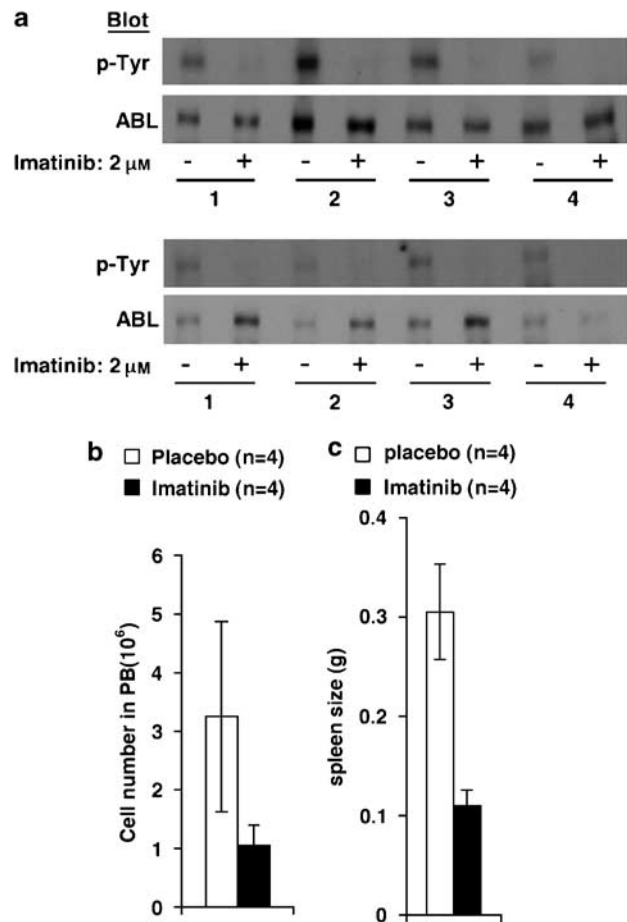 a
Blot
p-Tyr
ABL
Imatinib: 2 μM - + - + - + - +
1 2 3 4
p-Tyr
ABL
Imatinib: 2 μM - + - + - + - +
1 2 3 4
b Placebo (n=4)
Imatinib (n=4)
Cell number in PB(10⁶)
6
5
4
3
2
1
0
c placebo (n=4)
Imatinib (n=4)
spleen size (g)
0.4
0.3
0.2
0.1
0